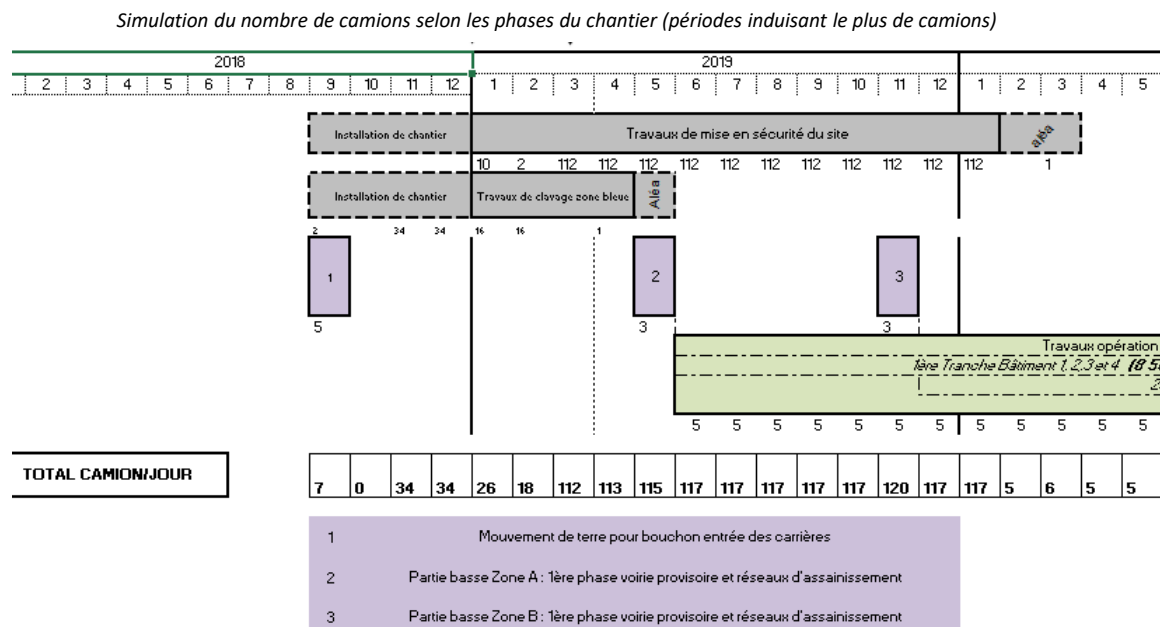 Simulation du nombre de camions selon les phases du chantier (périodes induisant le plus de camions)
2018 2019
2 3 4 5 6 7 8 9 10 11 12 1 2 3 4 5 6 7 8 9 10 11 12 1 2 3 4 5
Installation de chantier Travaux de mise en sécurité du site aléa
10 2 112 112 112 112 112 112 112 112 112 112 112 1
Installation de chantier Travaux de clavage zone bleue Aléa
2 34 34 16 16 1
1 2 3
5 3 3
Travaux opération
1ère Tranche Bâtiment 1, 2,3 et 4 (8 5
2
5 5 5 5 5 5 5 5 5 5 5 5
TOTAL CAMION/JOUR 7 0 34 34 26 18 112 113 115 117 117 117 117 117 120 117 117 5 6 5 5
1 Mouvement de terre pour bouchon entrée des carrières
2 Partie basse Zone A : 1ère phase voirie provisoire et réseaux d'assainissement
3 Partie basse Zone B : 1ère phase voirie provisoire et réseaux d'assainissement